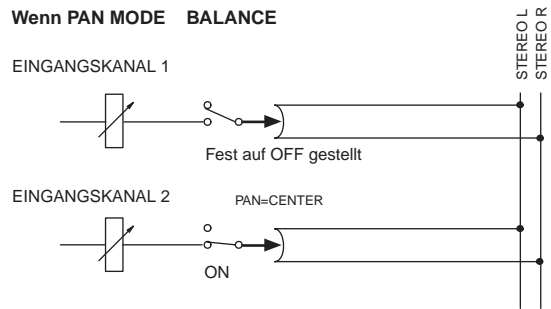 Wenn PAN MODE BALANCE
STEREO L
STEREO R
EINGANGSKANAL 1
Fest auf OFF gestellt
EINGANGSKANAL 2
PAN=CENTER
ON